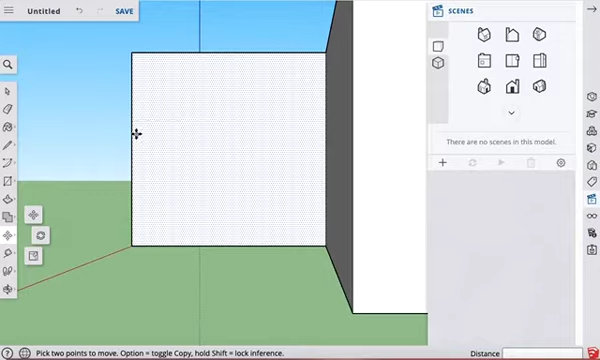 Untitled
SAVE
SCENES
There are no scenes in this model.
Pick two points to move. Option = toggle Copy, hold Shift = lock inference.
Distance